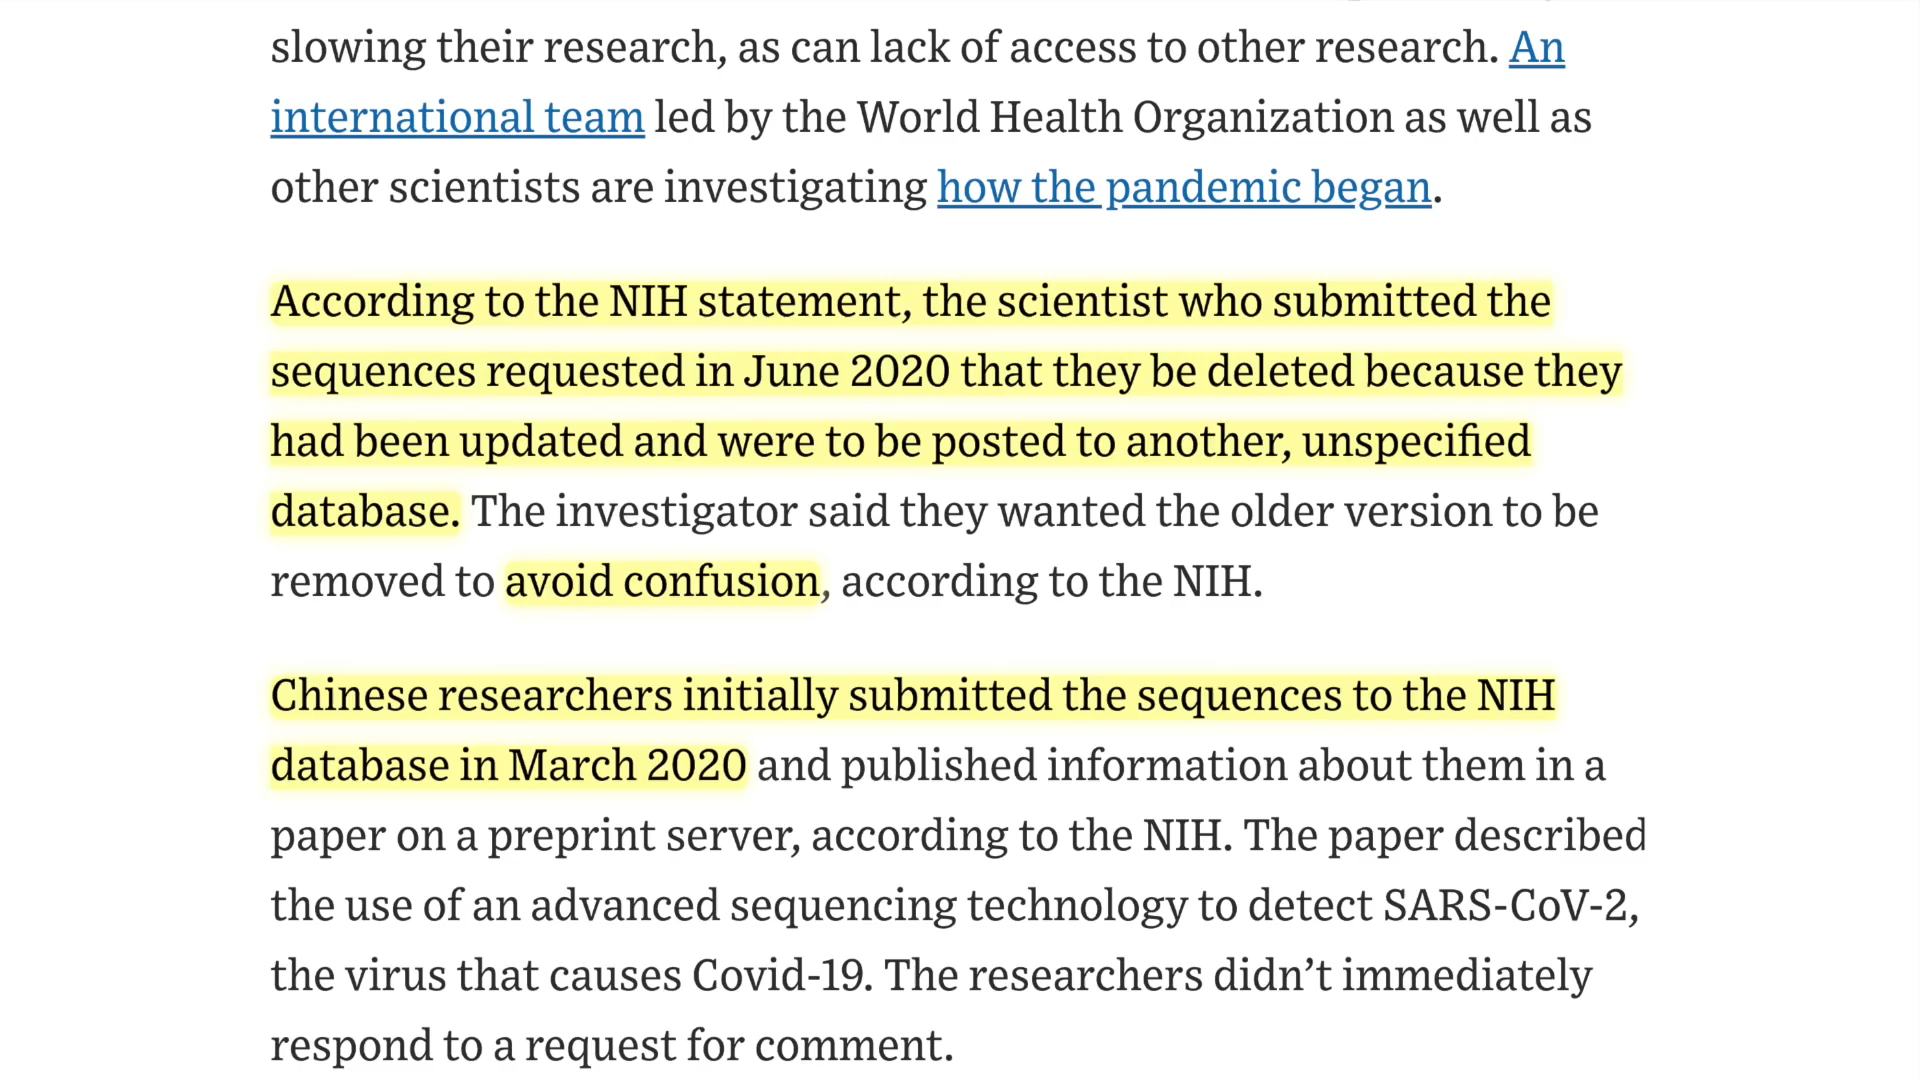 slowing their research, as can lack of access to other research. An
international team led by the World Health Organization as well as
other scientists are investigating how the pandemic began.
According to the NIH statement, the scientist who submitted the
sequences requested in June 2020 that they be deleted because they
had been updated and were to be posted to another, unspecified
database. The investigator said they wanted the older version to be
removed to avoid confusion, according to the NIH.
Chinese researchers initially submitted the sequences to the NIH
database in March 2020 and published information about them in a
paper on a preprint server, according to the NIH. The paper described
the use of an advanced sequencing technology to detect SARS-CoV-2,
the virus that causes Covid-19. The researchers didn’t immediately
respond to a request for comment.